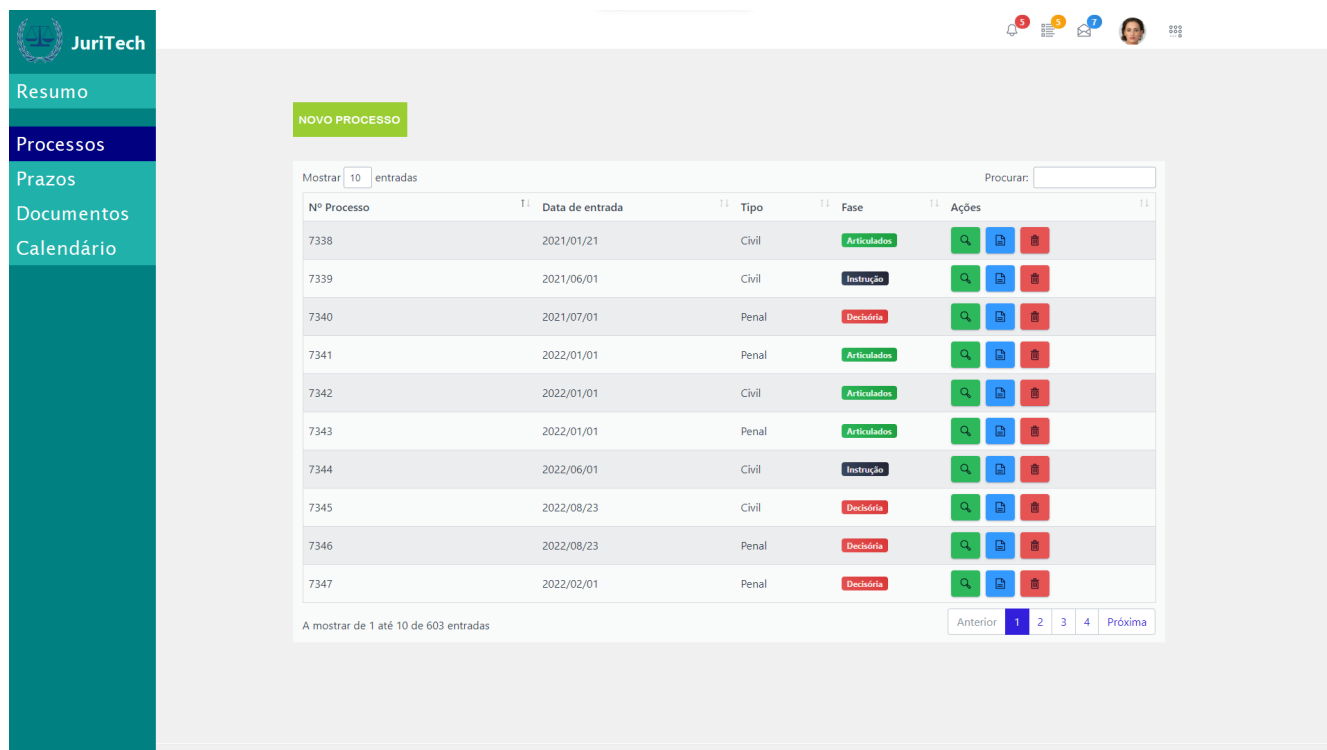 JuriTech
5 5 7
Resumo
Processos
Prazos
Documentos
Calendário
NOVO PROCESSO
Mostrar 10 entradas Procurar:
Nº Processo Data de entrada Tipo Fase Ações
7338 2021/01/21 Civil Articulados
7339 2021/06/01 Civil Instrução
7340 2021/07/01 Penal Decisória
7341 2022/01/01 Penal Articulados
7342 2022/01/01 Civil Articulados
7343 2022/01/01 Penal Articulados
7344 2022/06/01 Civil Instrução
7345 2022/08/23 Civil Decisória
7346 2022/08/23 Penal Decisória
7347 2022/02/01 Penal Decisória
A mostrar de 1 até 10 de 603 entradas Anterior 1 2 3 4 Próxima